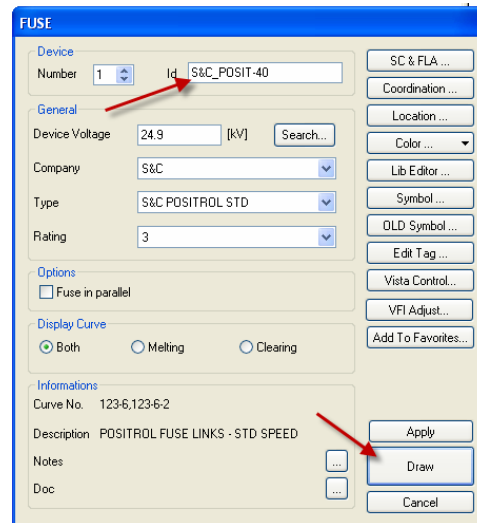 FUSE
Device
Number 1 Id S&C_POSIT-40
General
Device Voltage 24.9 [kV] Search...
Company S&C
Type S&C POSITROL STD
Rating 3
Options
Fuse in parallel
Display Curve
Both Melting Clearing
Informations
Curve No. 123-6,123-6-2
Description POSITROL FUSE LINKS - STD SPEED
Notes ...
Doc ...
SC & FLA ...
Coordination ...
Location ...
Color ...
Lib Editor ...
Symbol ...
OLD Symbol ...
Edit Tag ...
Vista Control...
VFI Adjust...
Add To Favorites...
Apply
Draw
Cancel